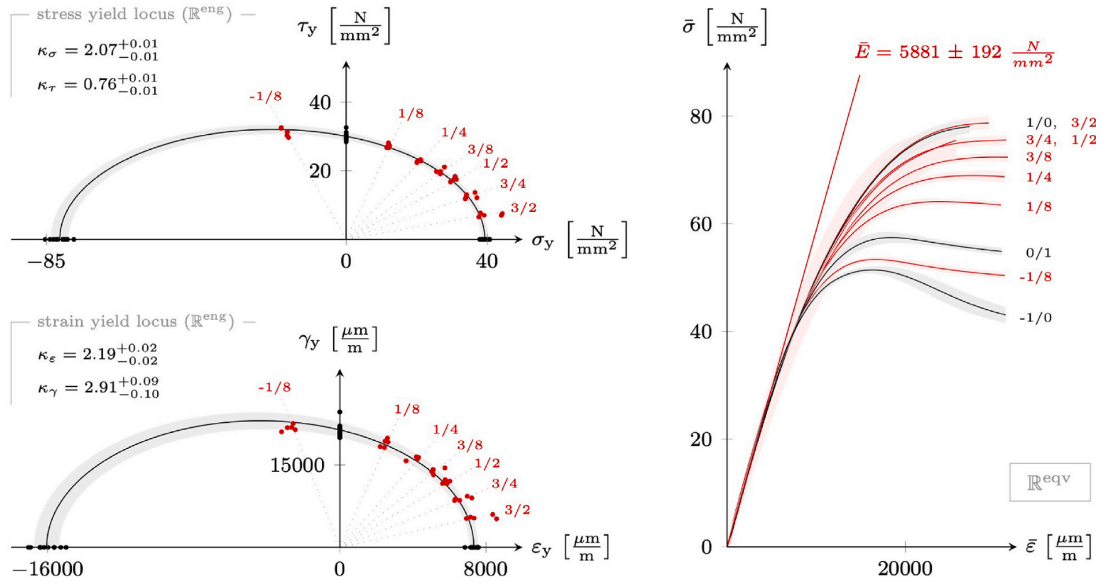 stress yield locus (ℝ^eng)
κ_σ = 2.07^{+0.01}_{−0.01}
κ_τ = 0.76^{+0.01}_{−0.01}
τ_y [N/mm²]
-1/8
40
20
1/8
1/4
3/8
1/2
3/4
3/2
−85
0
40
σ_y [N/mm²]
strain yield locus (ℝ^eng)
κ_ε = 2.19^{+0.02}_{−0.02}
κ_γ = 2.91^{+0.09}_{−0.10}
γ_y [μm/m]
-1/8
15000
1/8
1/4
3/8
1/2
3/4
3/2
−16000
0
8000
ε_y [μm/m]
σ̄ [N/mm²]
Ē = 5881 ± 192 N/mm²
80
60
40
20
0
1/0, 3/2
3/4, 1/2
3/8
1/4
1/8
0/1
-1/8
-1/0
ℝ^eqv
20000
ε̄ [μm/m]